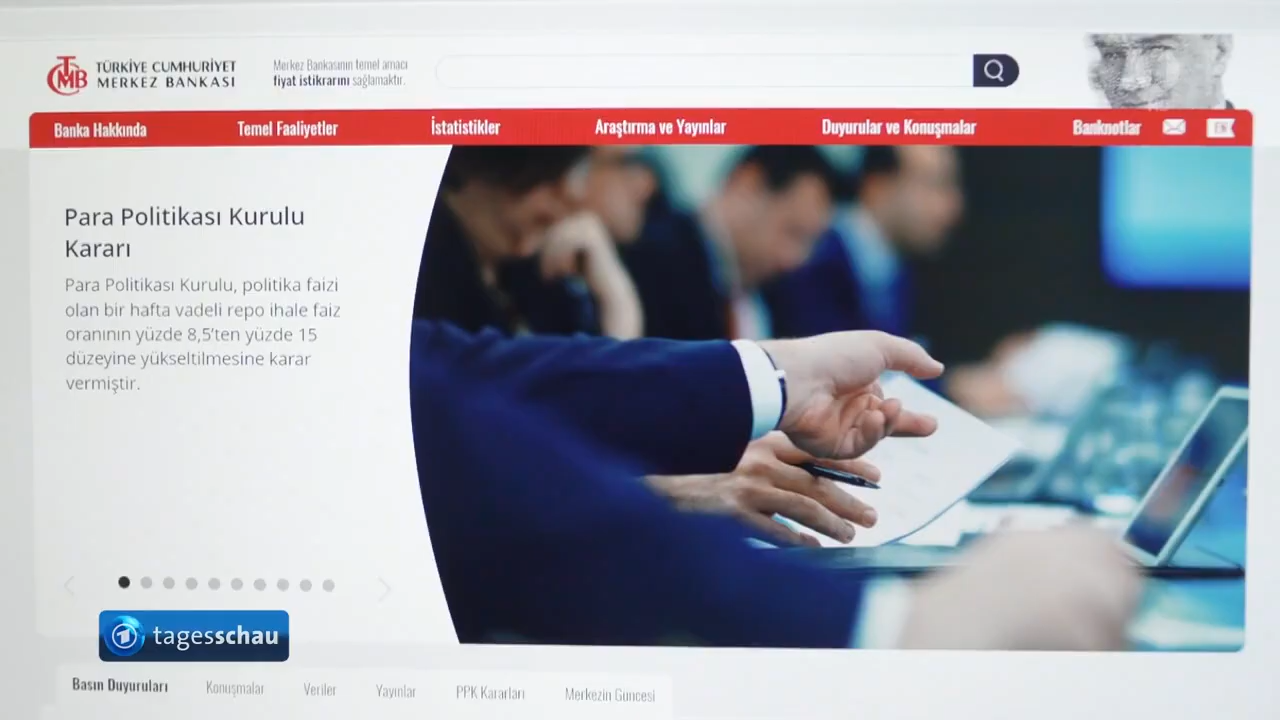 TCMB
TÜRKİYE CUMHURİYET
MERKEZ BANKASI
Merkez Bankasının temel amacı
fiyat istikrarını sağlamaktır.
Banka Hakkında
Temel Faaliyetler
İstatistikler
Araştırma ve Yayınlar
Duyurular ve Konuşmalar
Banknotlar
EN
Para Politikası Kurulu
Kararı
Para Politikası Kurulu, politika faizi
olan bir hafta vadeli repo ihale faiz
oranının yüzde 8,5'ten yüzde 15
düzeyine yükseltilmesine karar
vermiştir.
1 tagesschau
Basın Duyuruları
Konuşmalar
Veriler
Yayınlar
PPK Kararları
Merkezin Güncesi